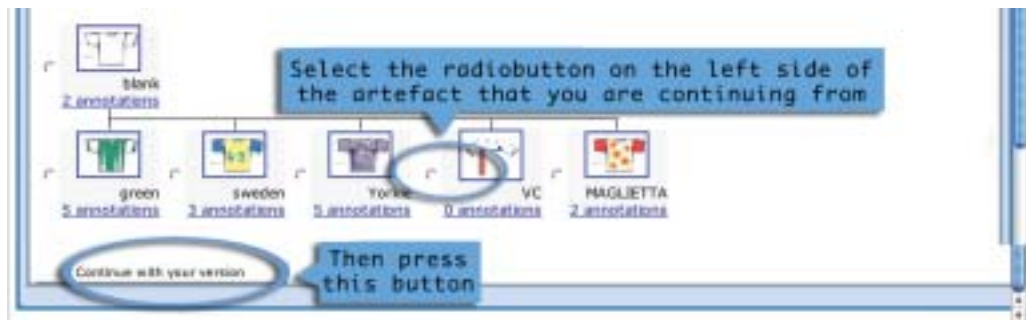 blank
2 annotations
Select the radiobutton on the left side of
the artefact that you are continuing from
green
5 annotations
sweden
3 annotations
5 annotations
VC
0 annotations
MAGLIETTA
2 annotations
Continue with your version
Then press
this button